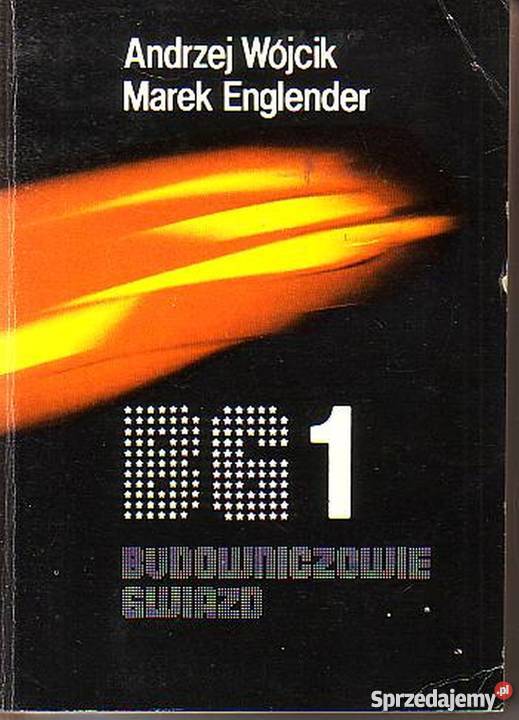 Andrzej Wójcik
Marek Englender
BG 1
BUDOWNICZOWIE
GWIAZD
Sprzedajemy.pl